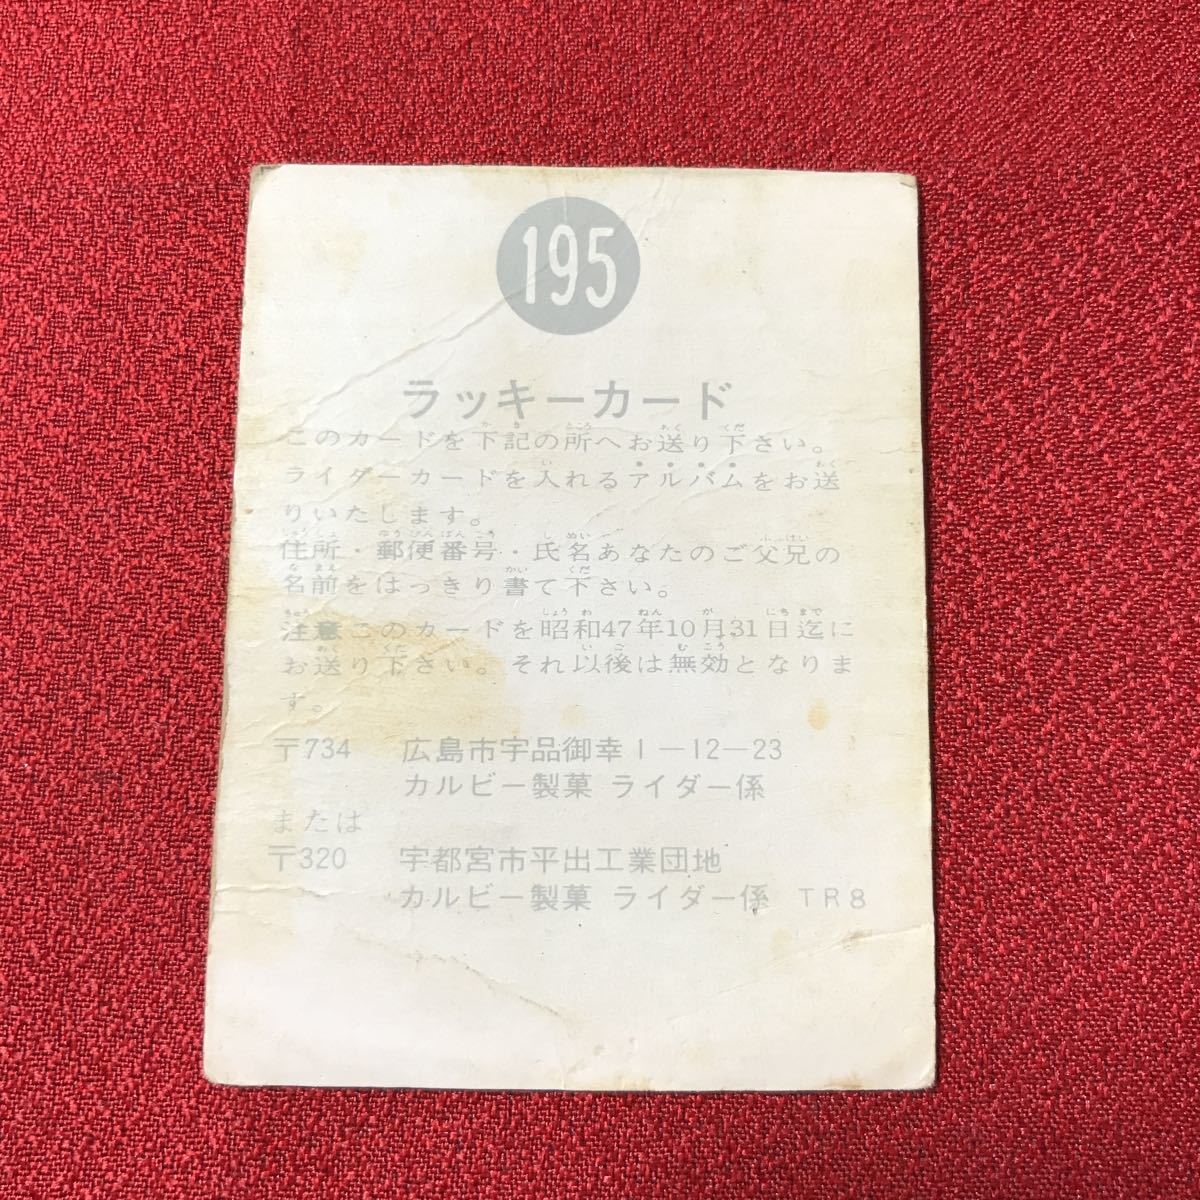 195
ラッキーカード
このカードを下記の所へお送り下さい。
ライダーカードを入れるアルバムをお送
りいたします。
住所・郵便番号・氏名あなたのご父兄の
名前をはっきり書て下さい。
注意このカードを昭和47年10月31日迄に
お送り下さい。それ以後は無効となりま
す。
〒734 広島市宇品御幸1-12-23
カルビー製菓 ライダー係
または
〒320 宇都宮市平出工業団地
カルビー製菓 ライダー係 TR8